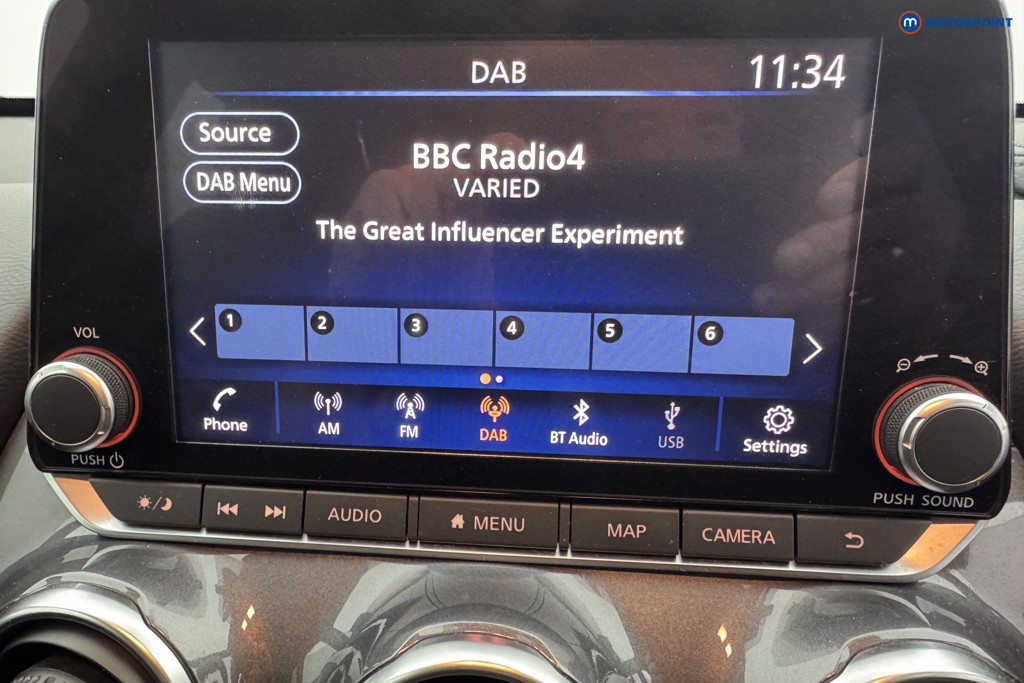 m MOTORPOINT
DAB 11:34
Source
BBC Radio4
DAB Menu
VARIED
The Great Influencer Experiment
1 2 3 4 5 6
VOL
Phone AM FM DAB BT Audio USB Settings
PUSH
PUSH SOUND
AUDIO MENU MAP CAMERA